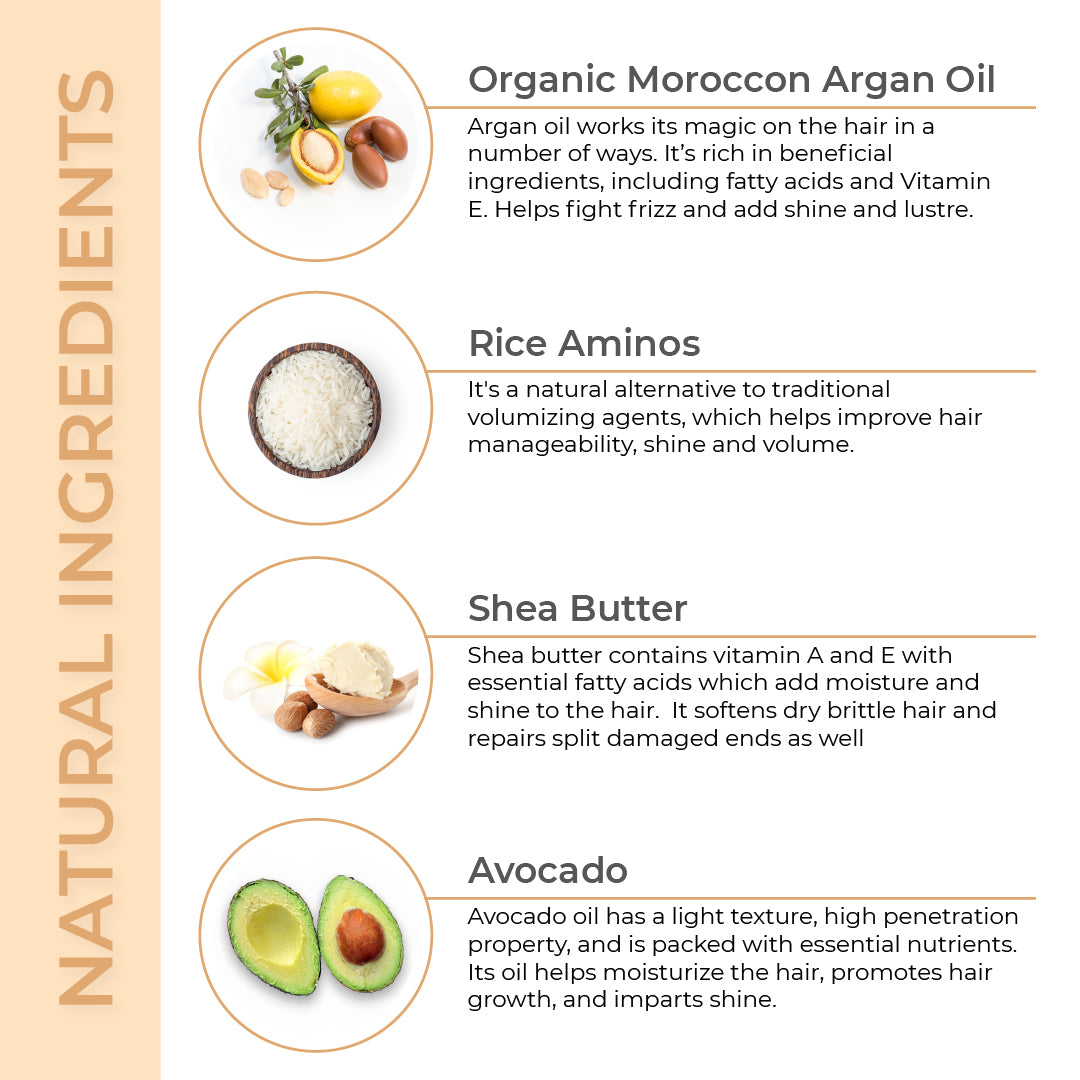 NATURAL INGREDIENTS
Organic Moroccon Argan Oil
Argan oil works its magic on the hair in a
number of ways. It’s rich in beneficial
ingredients, including fatty acids and Vitamin
E. Helps fight frizz and add shine and lustre.
Rice Aminos
It's a natural alternative to traditional
volumizing agents, which helps improve hair
manageability, shine and volume.
Shea Butter
Shea butter contains vitamin A and E with
essential fatty acids which add moisture and
shine to the hair.  It softens dry brittle hair and
repairs split damaged ends as well
Avocado
Avocado oil has a light texture, high penetration
property, and is packed with essential nutrients.
Its oil helps moisturize the hair, promotes hair
growth, and imparts shine.